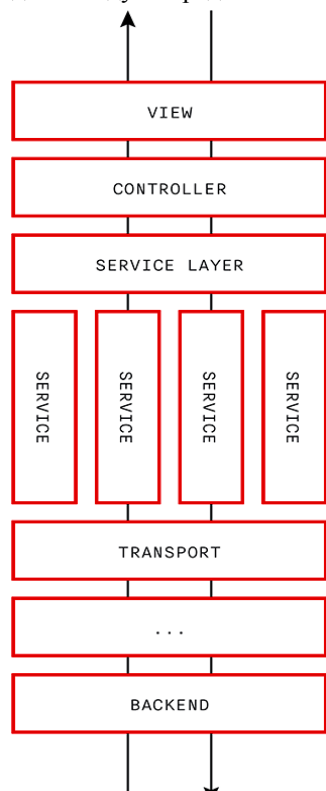 VIEW
CONTROLLER
SERVICE LAYER
SERVICE
SERVICE
SERVICE
SERVICE
TRANSPORT
...
BACKEND